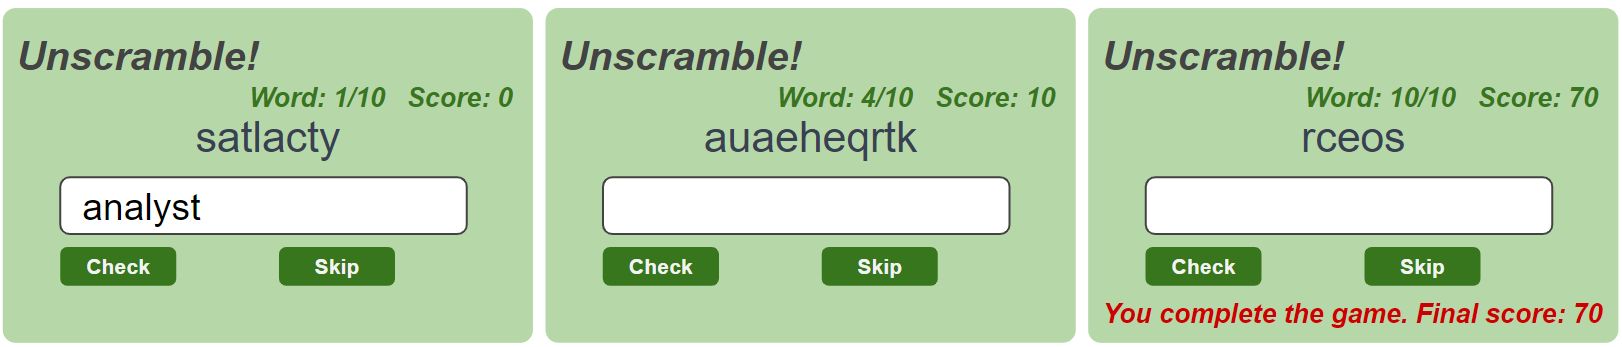 Unscramble!
Word: 1/10 Score: 0
satlacty
analyst
Check Skip
Unscramble!
Word: 4/10 Score: 10
auaeheqrtk
Check Skip
Unscramble!
Word: 10/10 Score: 70
rceos
Check Skip
You complete the game. Final score: 70